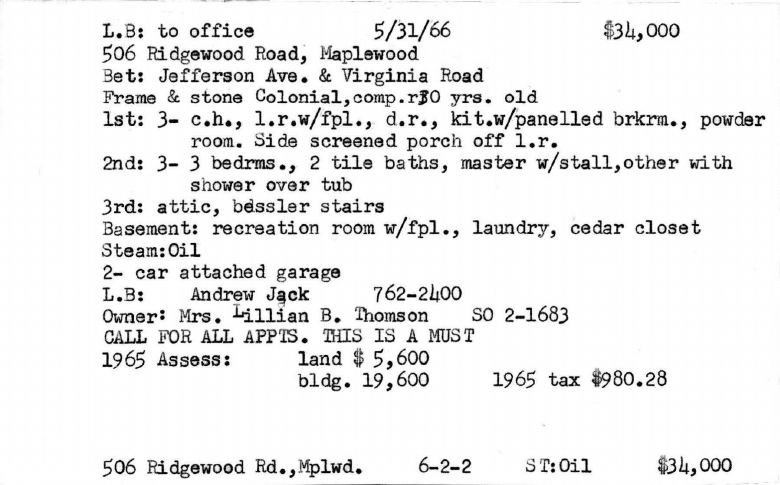 L.B: to office 5/31/66 $34,000
506 Ridgewood Road, Maplewood
Bet: Jefferson Ave. & Virginia Road
Frame & stone Colonial,comp.r30 yrs. old
1st: 3- c.h., l.r.w/fpl., d.r., kit.w/panelled brkrm., powder
room. Side screened porch off l.r.
2nd: 3- 3 bedrms., 2 tile baths, master w/stall,other with
shower over tub
3rd: attic, bessler stairs
Basement: recreation room w/fpl., laundry, cedar closet
Steam:Oil
2- car attached garage
L.B: Andrew Jack 762-2400
Owner: Mrs. Lillian B. Thomson SO 2-1683
CALL FOR ALL APPTS. THIS IS A MUST
1965 Assess: land $ 5,600
bldg. 19,600 1965 tax $980.28
506 Ridgewood Rd.,Mplwd. 6-2-2 ST:Oil $34,000